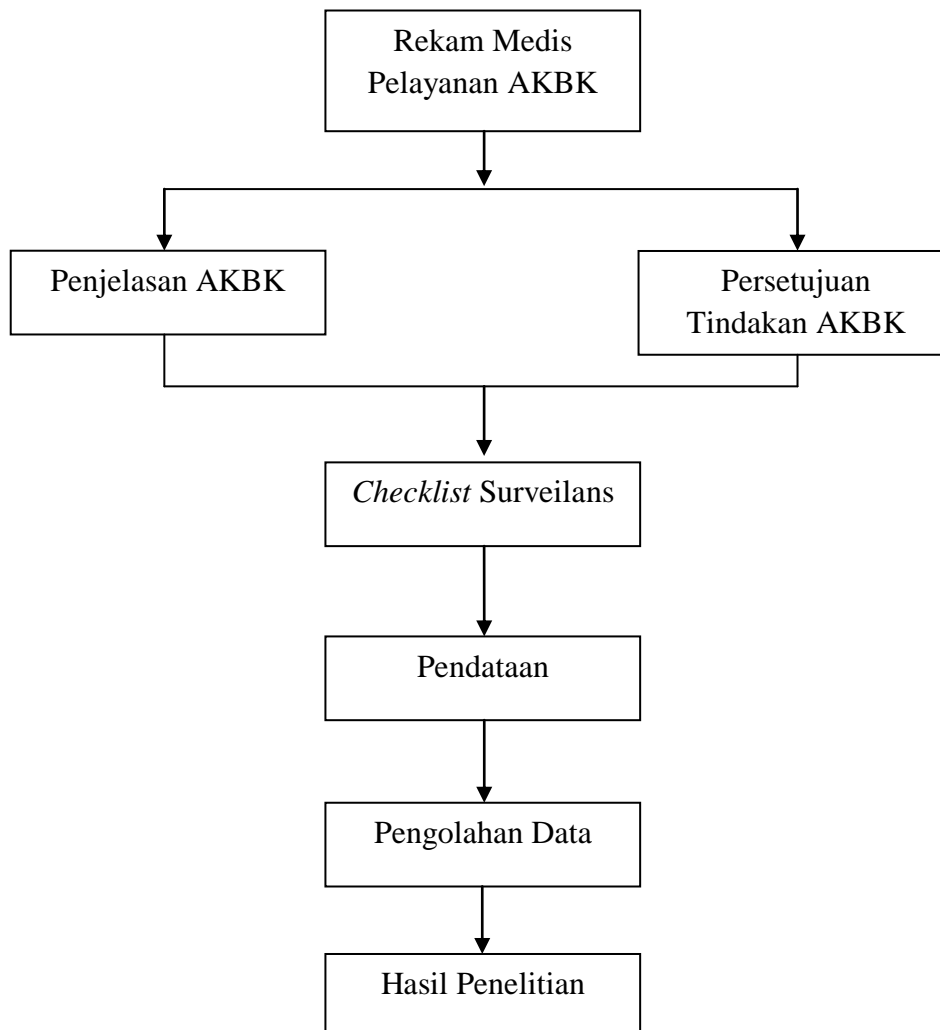 Rekam Medis
Pelayanan AKBK
Penjelasan AKBK
Persetujuan
Tindakan AKBK
Checklist Surveilans
Pendataan
Pengolahan Data
Hasil Penelitian